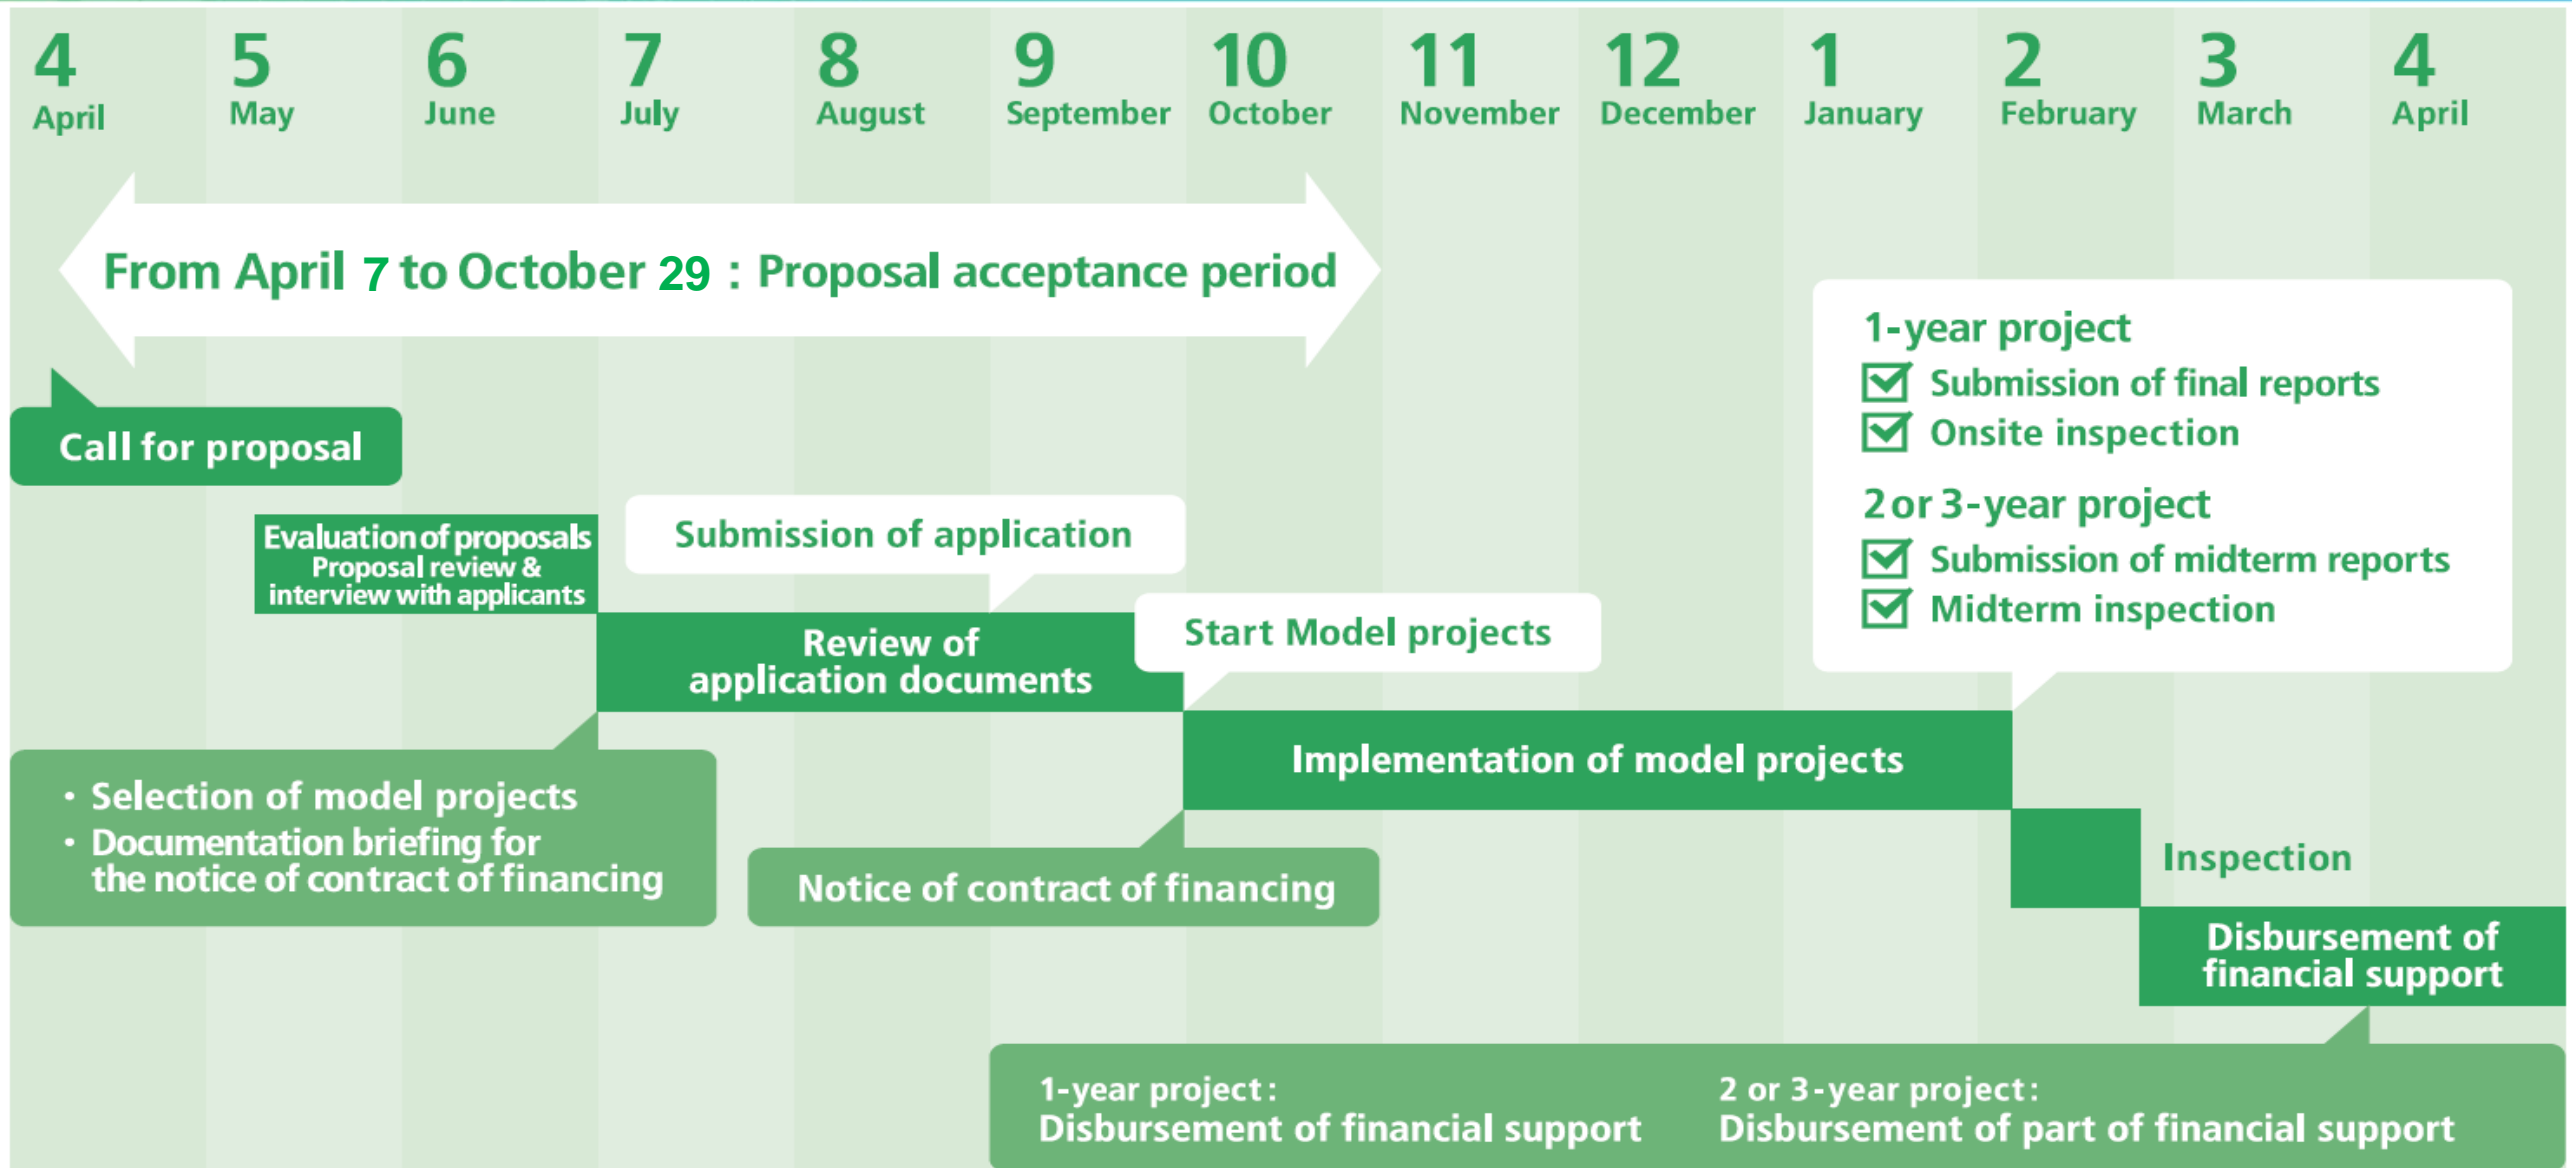 4 5 6 7 8 9 10 11 12 1 2 3 4
April May June July August September October November December January February March April
From April 7 to October 29 : Proposal acceptance period
Call for proposal
Evaluation of proposals
Proposal review &
interview with applicants
Submission of application
Review of
application documents
Start Model projects
1-year project
Submission of final reports
Onsite inspection
2 or 3-year project
Submission of midterm reports
Midterm inspection
・ Selection of model projects
・ Documentation briefing for
the notice of contract of financing
Implementation of model projects
Notice of contract of financing
Inspection
Disbursement of
financial support
1-year project:
Disbursement of financial support
2 or 3-year project:
Disbursement of part of financial support